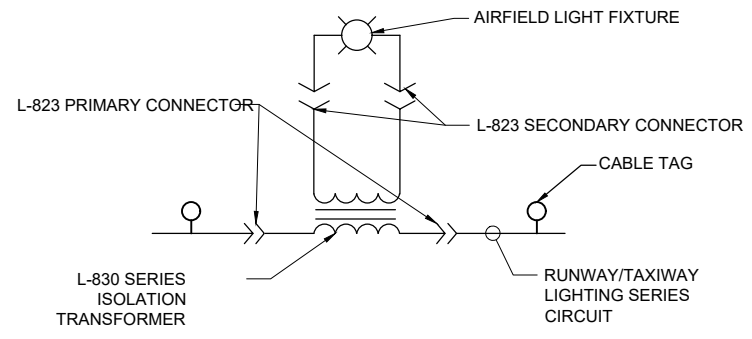 AIRFIELD LIGHT FIXTURE
L-823 PRIMARY CONNECTOR
L-823 SECONDARY CONNECTOR
CABLE TAG
L-830 SERIES
ISOLATION
TRANSFORMER
RUNWAY/TAXIWAY
LIGHTING SERIES
CIRCUIT